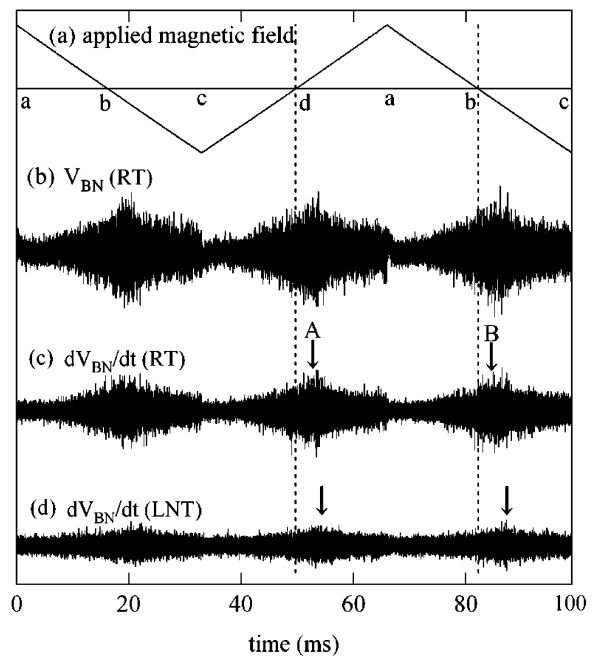 (a) applied magnetic field
a b c d a b c
(b) V_BN (RT)
A B
(c) dV_BN/dt (RT)
(d) dV_BN/dt (LNT)
0 20 40 60 80 100
time (ms)